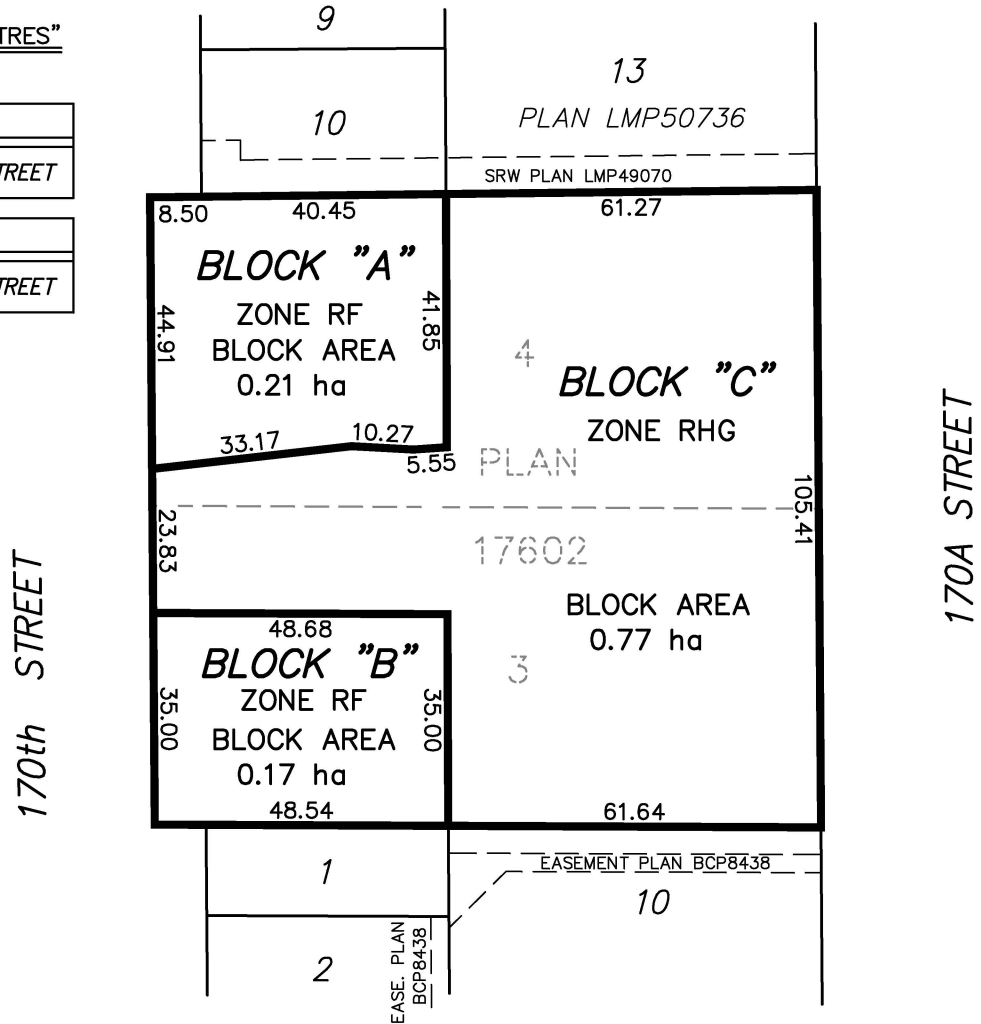 TRES”
TREET
TREET
9
10
13
PLAN LMP50736
SRW PLAN LMP49070
8.50
40.45
61.27
BLOCK ”A”
ZONE RF
BLOCK AREA
0.21 ha
44.91
41.85
33.17
10.27
5.55
4
BLOCK ”C”
ZONE RHG
PLAN
17602
105.41
23.83
BLOCK AREA
0.77 ha
3
48.68
BLOCK ”B”
ZONE RF
BLOCK AREA
0.17 ha
35.00
35.00
48.54
61.64
170th STREET
170A STREET
1
EASEMENT PLAN BCP8438
10
2
EASE. PLAN
BCP8438